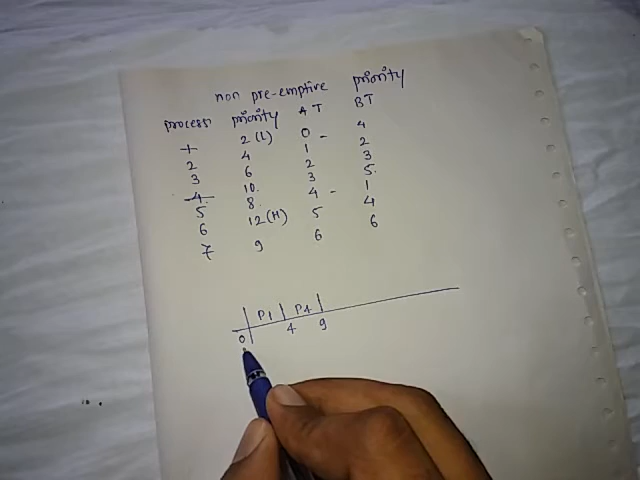 non pre-emptive priority
process priority AT BT
1 2(L) 0 - 4
2 4 1 2
3 6 2 3
4 10. 3 5.
5 8. 4 - 1
6 12(H) 5 4
7 9 6 6
P1 P4
0 4 9